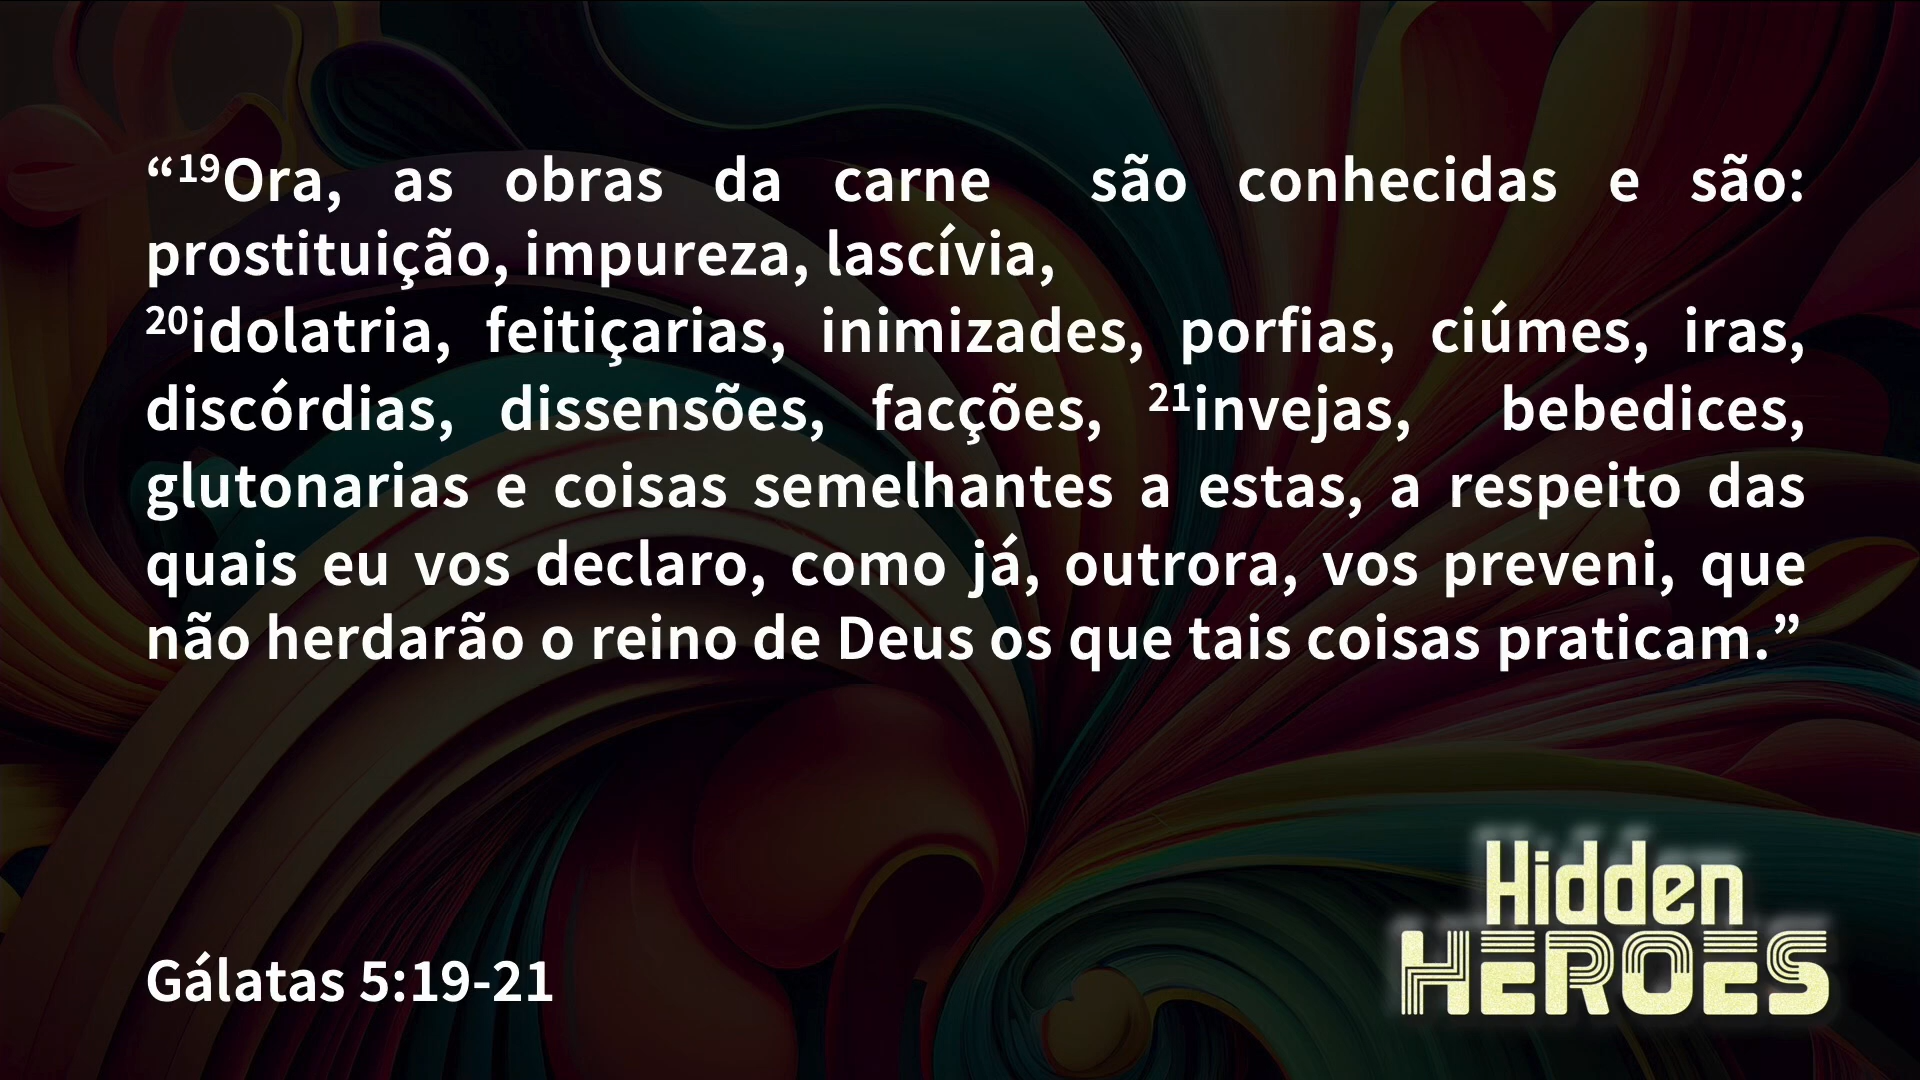 “¹⁹Ora, as obras da carne são conhecidas e são:
prostituição, impureza, lascívia,
²⁰idolatria, feitiçarias, inimizades, porfias, ciúmes, iras,
discórdias, dissensões, facções, ²¹invejas, bebedices,
glutonarias e coisas semelhantes a estas, a respeito das
quais eu vos declaro, como já, outrora, vos preveni, que
não herdarão o reino de Deus os que tais coisas praticam.”
Gálatas 5:19-21
Hidden
HEROES